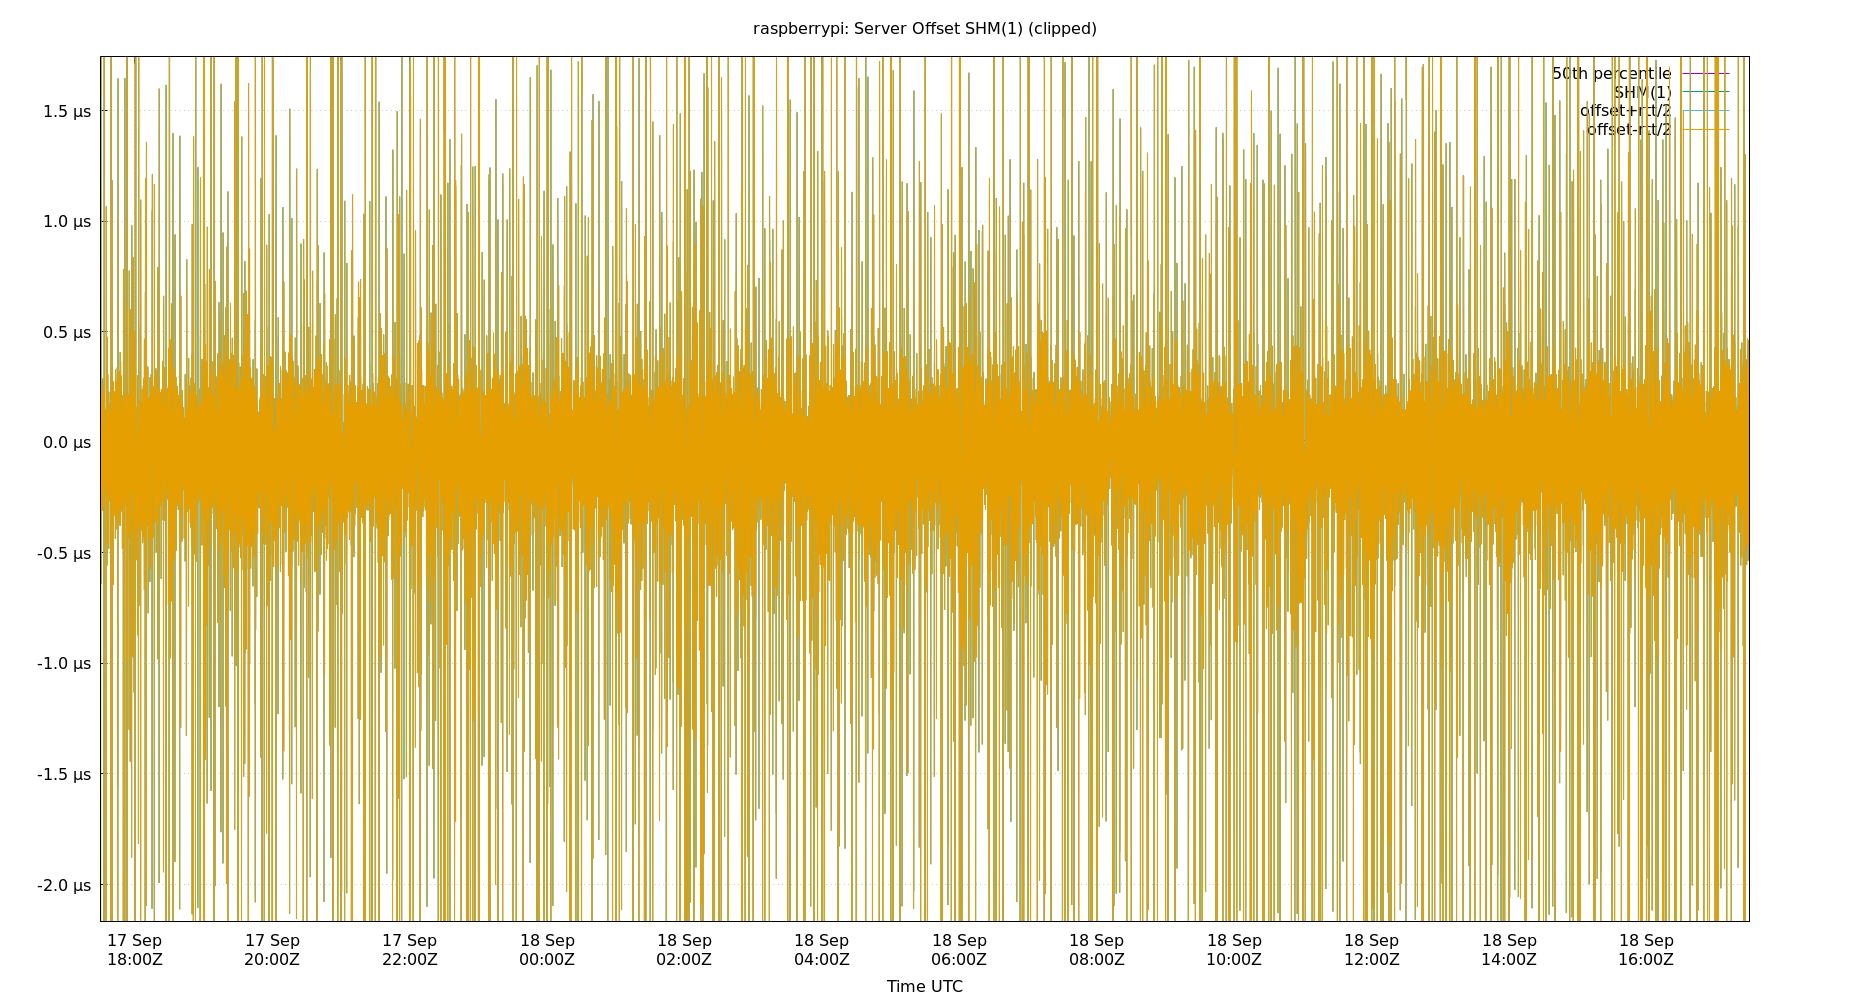 raspberrypi: Server Offset SHM(1) (clipped)
50th percentile
SHM(1)
offset+rtt/2
offset-rtt/2
1.5 µs
1.0 µs
0.5 µs
0.0 µs
-0.5 µs
-1.0 µs
-1.5 µs
-2.0 µs
17 Sep 17 Sep 17 Sep 18 Sep 18 Sep 18 Sep 18 Sep 18 Sep 18 Sep 18 Sep 18 Sep 18 Sep
18:00Z 20:00Z 22:00Z 00:00Z 02:00Z 04:00Z 06:00Z 08:00Z 10:00Z 12:00Z 14:00Z 16:00Z
Time UTC